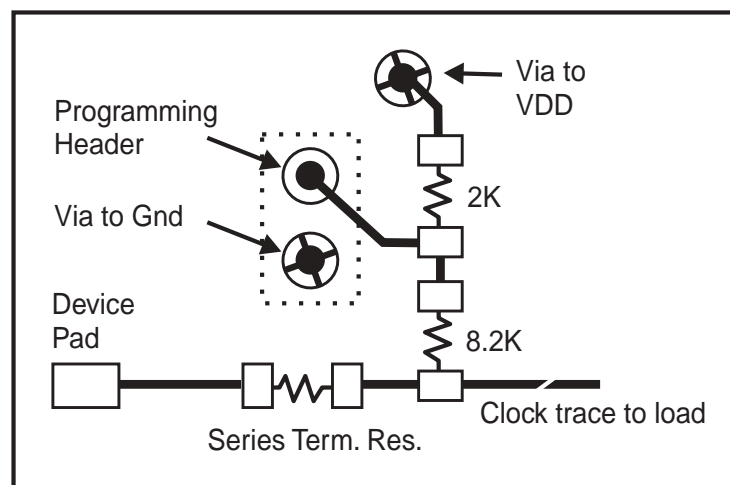 Via to
VDD
Programming
Header
2K
Via to Gnd
Device
Pad
8.2K
Clock trace to load
Series Term. Res.